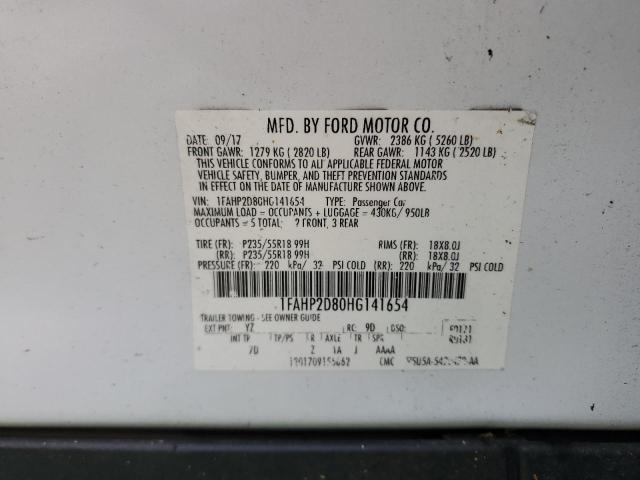 MFD. BY FORD MOTOR CO.
DATE: 09/17 GVWR: 2386 KG ( 5260 LB)
FRONT GAWR: 1279 KG ( 2820 LB) REAR GAWR: 1143 KG ( 2520 LB)
THIS VEHICLE CONFORMS TO ALL APPLICABLE FEDERAL MOTOR
VEHICLE SAFETY, BUMPER, AND THEFT PREVENTION STANDARDS
IN EFFECT ON THE DATE OF MANUFACTURE SHOWN ABOVE.
VIN: 1FAHP2D80HG141654 TYPE: Passenger Car
MAXIMUM LOAD = OCCUPANTS + LUGGAGE = 430KG/ 950LB
OCCUPANTS = 5 TOTAL: 2 FRONT, 3 REAR
TIRE (FR): P235/55R18 99H RIMS (FR): 18X8.0J
(RR): P235/55R18 99H (RR): 18X8.0J
PRESSURE (FR): 220 kPa/ 32 PSI COLD (RR): 220 kPa/ 32 PSI COLD
1FAHP2D80HG141654
TRAILER TOWING - SEE OWNER GUIDE
EXT PNT: YZ RC: 9D DSO:
INT TR TP/PS R AXLE TR SPR
7D 2 1A J AAAA
CMC